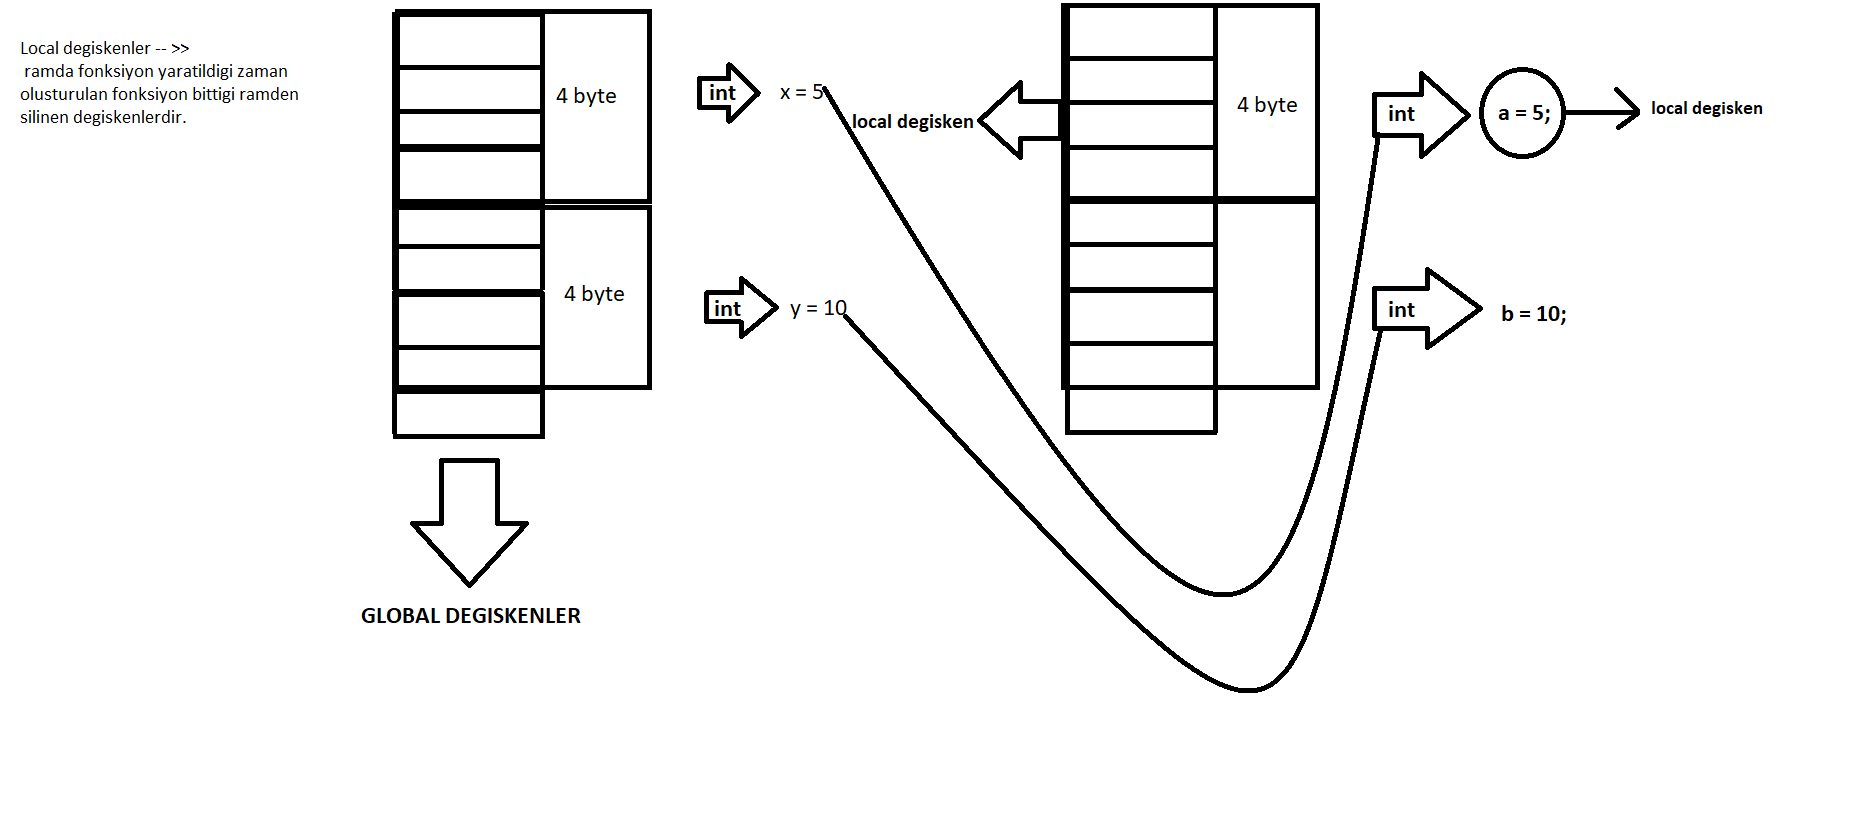 Local degiskenler -- >>
ramda fonksiyon yaratildigi zaman
olusturulan fonksiyon bittigi ramden
silinen degiskenlerdir.
4 byte
4 byte
int
x = 5
int
y = 10
GLOBAL DEGISKENLER
local degisken
4 byte
int
a = 5;
local degisken
int
b = 10;